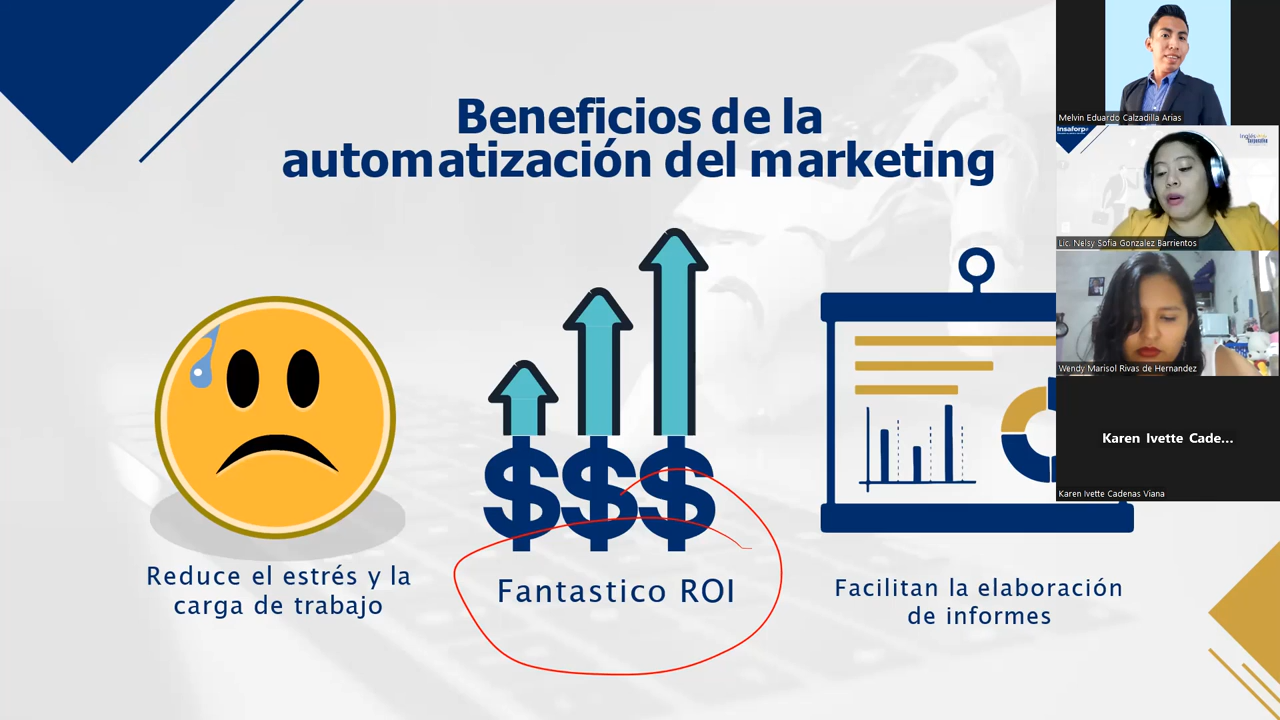 Beneficios de la
automatización del marketing
$$$
Reduce el estrés y la
carga de trabajo
Fantastico ROI
Facilitan la elaboración
de informes
Melvin Eduardo Calzadilla Arias
Insaforp
Lic. Nelsy Sofia Gonzalez Barrientos
Wendy Marisol Rivas de Hernandez
Karen Ivette Cade...
Karen Ivette Cadenas Viana